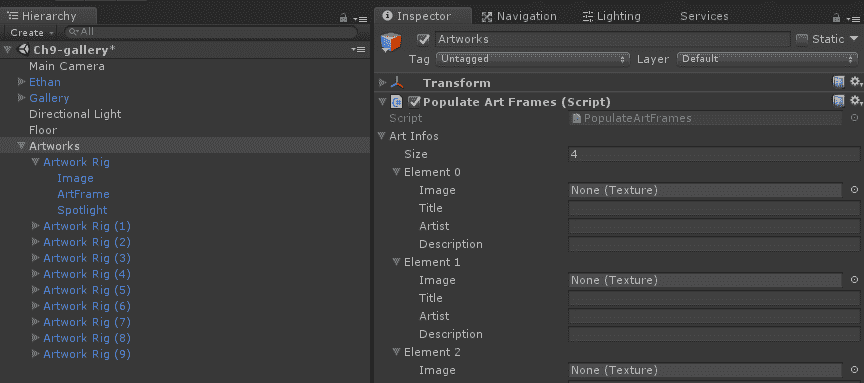 Hierarchy
Create
All
Ch9-gallery*
Main Camera
Ethan
Gallery
Directional Light
Floor
Artworks
Artwork Rig
Image
ArtFrame
Spotlight
Artwork Rig (1)
Artwork Rig (2)
Artwork Rig (3)
Artwork Rig (4)
Artwork Rig (5)
Artwork Rig (6)
Artwork Rig (7)
Artwork Rig (8)
Artwork Rig (9)
Inspector Navigation Lighting Services
Artworks Static
Tag Untagged Layer Default
Transform
Populate Art Frames (Script)
Script PopulateArtFrames
Art Infos
Size 4
Element 0
Image None (Texture)
Title
Artist
Description
Element 1
Image None (Texture)
Title
Artist
Description
Element 2
Image None (Texture)